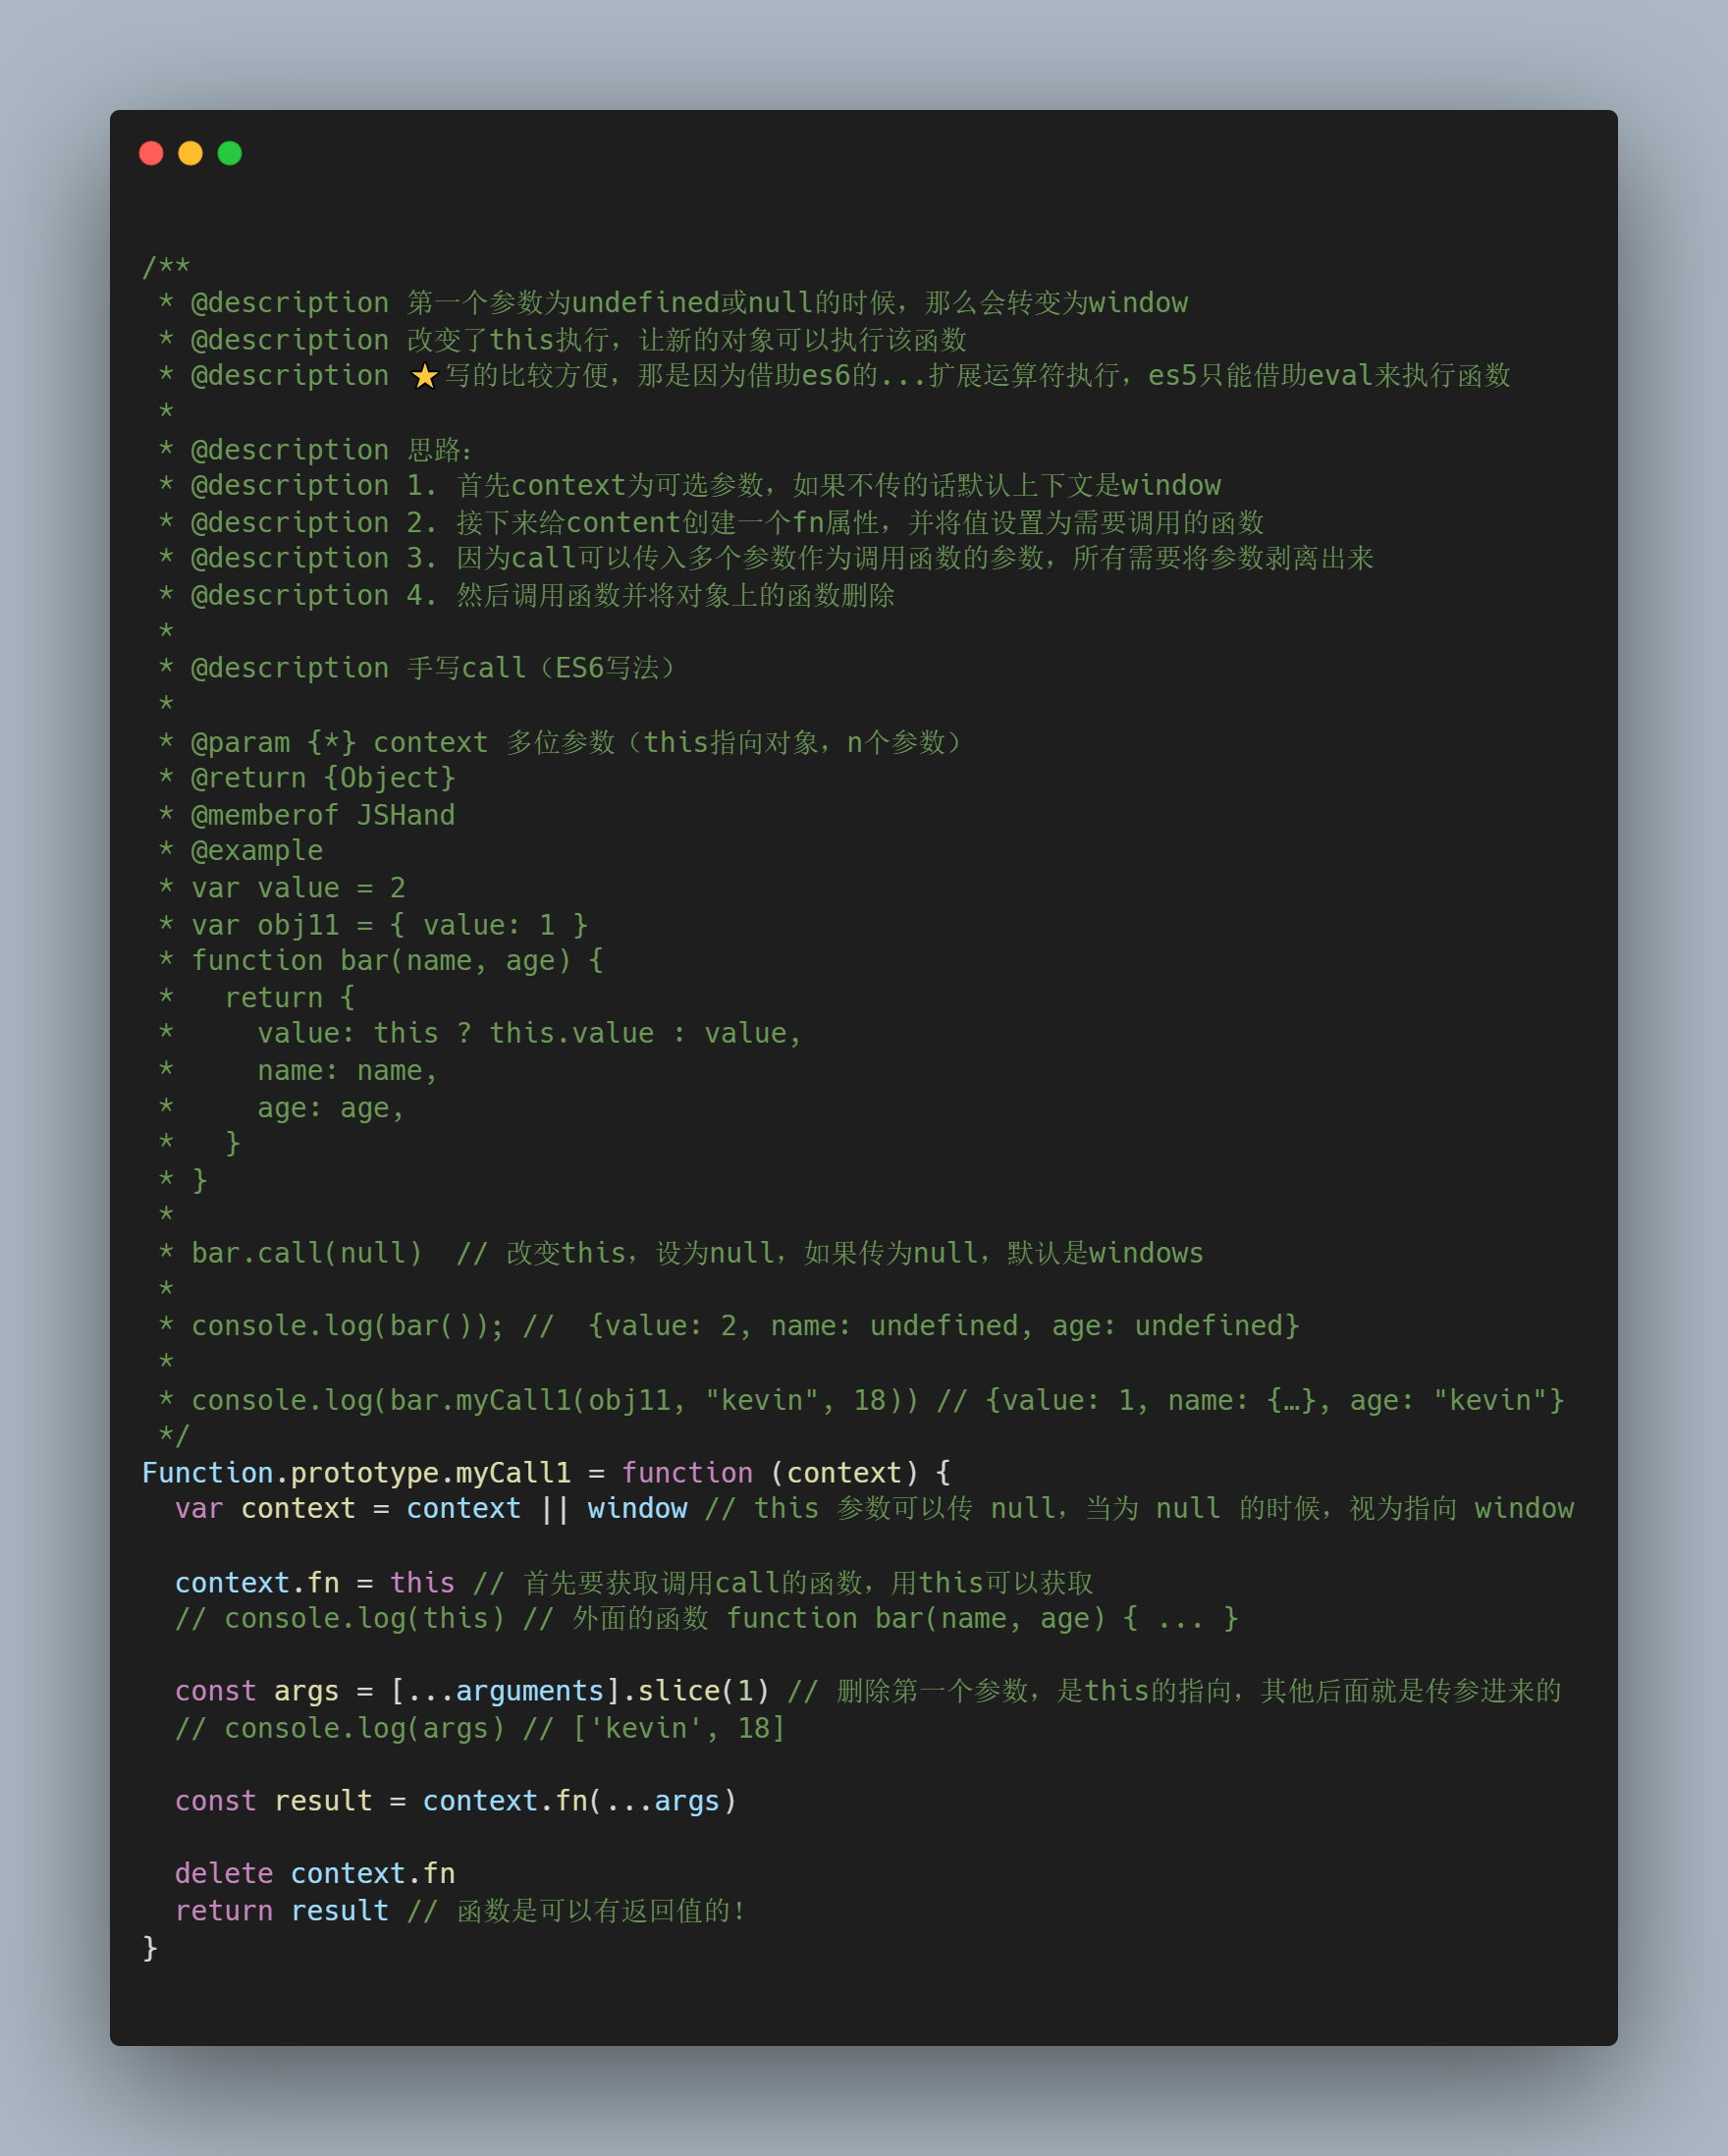 /**
 * @description 第一个参数为undefined或null的时候，那么会转变为window
 * @description 改变了this执行，让新的对象可以执行该函数
 * @description ⭐写的比较方便，那是因为借助es6的...扩展运算符执行，es5只能借助eval来执行函数
 *
 * @description 思路：
 * @description 1. 首先context为可选参数，如果不传的话默认上下文是window
 * @description 2. 接下来给content创建一个fn属性，并将值设置为需要调用的函数
 * @description 3. 因为call可以传入多个参数作为调用函数的参数，所有需要将参数剥离出来
 * @description 4. 然后调用函数并将对象上的函数删除
 *
 * @description 手写call（ES6写法）
 *
 * @param {*} context 多位参数（this指向对象，n个参数）
 * @return {Object}
 * @memberof JSHand
 * @example
 * var value = 2
 * var obj11 = { value: 1 }
 * function bar(name, age) {
 *   return {
 *     value: this ? this.value : value,
 *     name: name,
 *     age: age,
 *   }
 * }
 *
 * bar.call(null)  // 改变this，设为null，如果传为null，默认是windows
 *
 * console.log(bar()); //  {value: 2, name: undefined, age: undefined}
 *
 * console.log(bar.myCall1(obj11, "kevin", 18)) // {value: 1, name: {…}, age: "kevin"}
 */
Function.prototype.myCall1 = function (context) {
  var context = context || window // this 参数可以传 null，当为 null 的时候，视为指向 window

  context.fn = this // 首先要获取调用call的函数，用this可以获取
  // console.log(this) // 外面的函数 function bar(name, age) { ... }

  const args = [...arguments].slice(1) // 删除第一个参数，是this的指向，其他后面就是传参进来的
  // console.log(args) // ['kevin', 18]

  const result = context.fn(...args)

  delete context.fn
  return result // 函数是可以有返回值的！
}